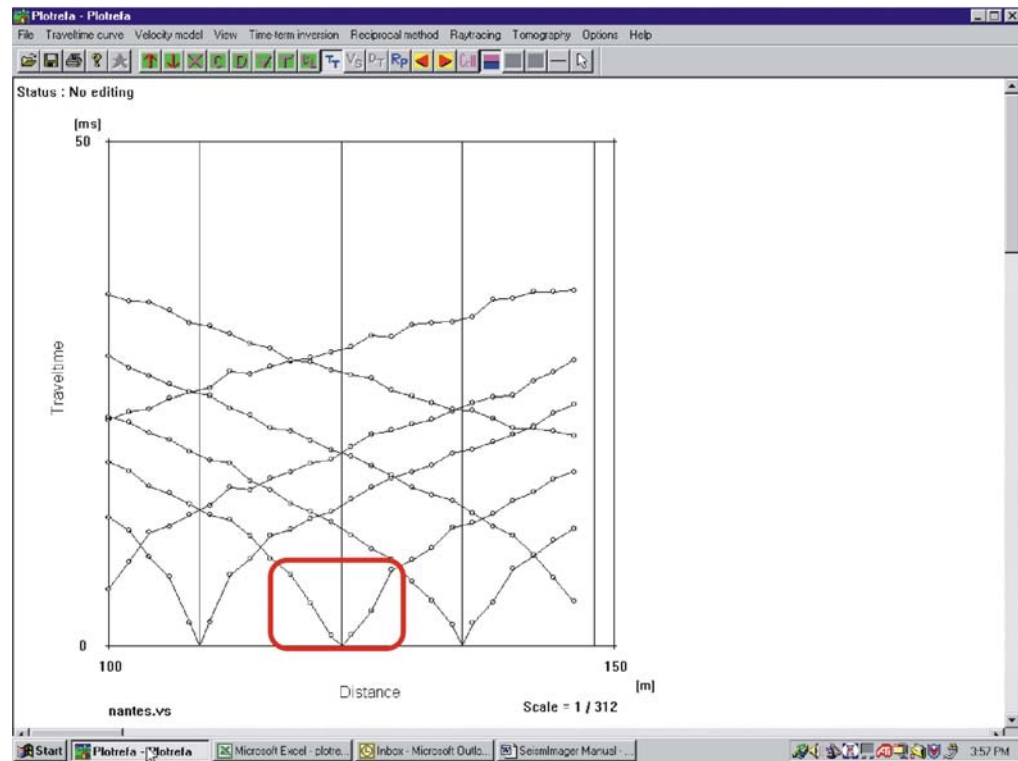 Plotrefa - Plotrefa
File Traveltime curve Velocity model View Time-term inversion Reciprocal method Raytracing Tomography Options Help
Status : No editing
[ms]
50
Traveltime
0
100
150
[m]
Distance
Scale = 1 / 312
nantes.vs
Start Plotrefa - Plotrefa Microsoft Excel - plotre... Inbox - Microsoft Outlo... SeisImager Manual - ... 3:57 PM